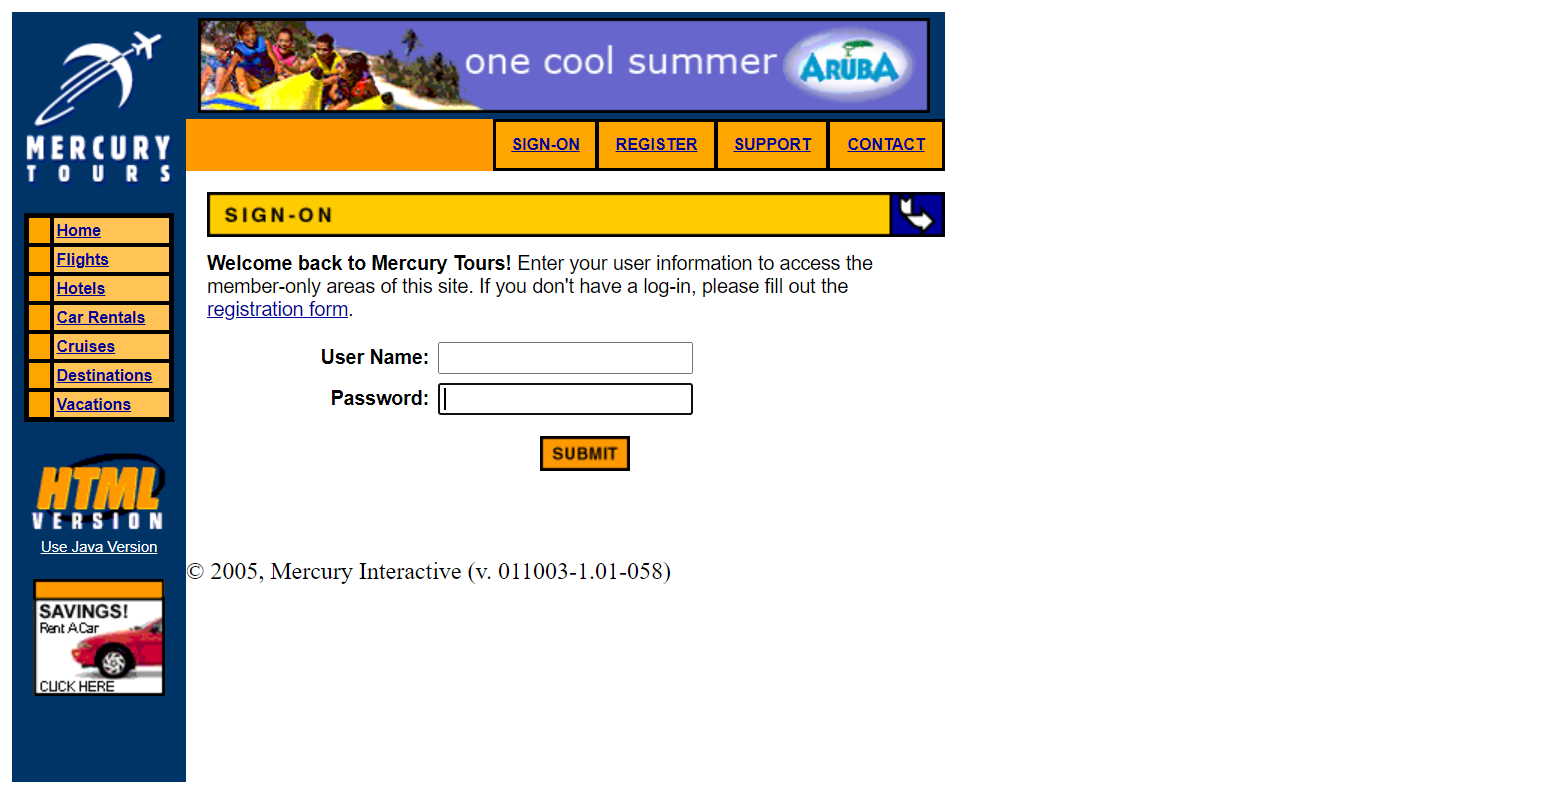 one cool summer ARUBA
MERCURY
TOURS
SIGN-ON REGISTER SUPPORT CONTACT
SIGN-ON
Home
Flights
Hotels
Car Rentals
Cruises
Destinations
Vacations
HTML
VERSION
Use Java Version
SAVINGS!
Rent A Car
CLICK HERE
Welcome back to Mercury Tours! Enter your user information to access the
member-only areas of this site. If you don't have a log-in, please fill out the
registration form.
User Name:
Password:
SUBMIT
© 2005, Mercury Interactive (v. 011003-1.01-058)